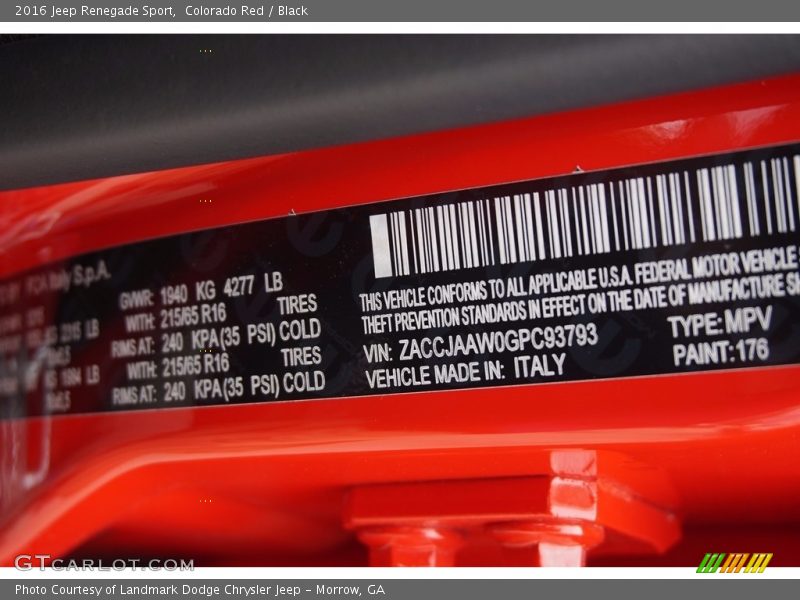 2016 Jeep Renegade Sport,  Colorado Red / Black
Italy S.p.A.
GVWR: 1940 KG 4277 LB
TIRES
WITH: 215/65 R16
RIMS AT: 240 KPA(35 PSI) COLD
TIRES
WITH: 215/65 R16
RIMS AT: 240 KPA(35 PSI) COLD
THIS VEHICLE CONFORMS TO ALL APPLICABLE U.S.A. FEDERAL MOTOR VEHICLE
THEFT PREVENTION STANDARDS IN EFFECT ON THE DATE OF MANUFACTURE
VIN: ZACCJAAW0GPC93793
TYPE: MPV
VEHICLE MADE IN: ITALY
PAINT: 176
GTCARLOT.COM
Photo Courtesy of Landmark Dodge Chrysler Jeep – Morrow, GA